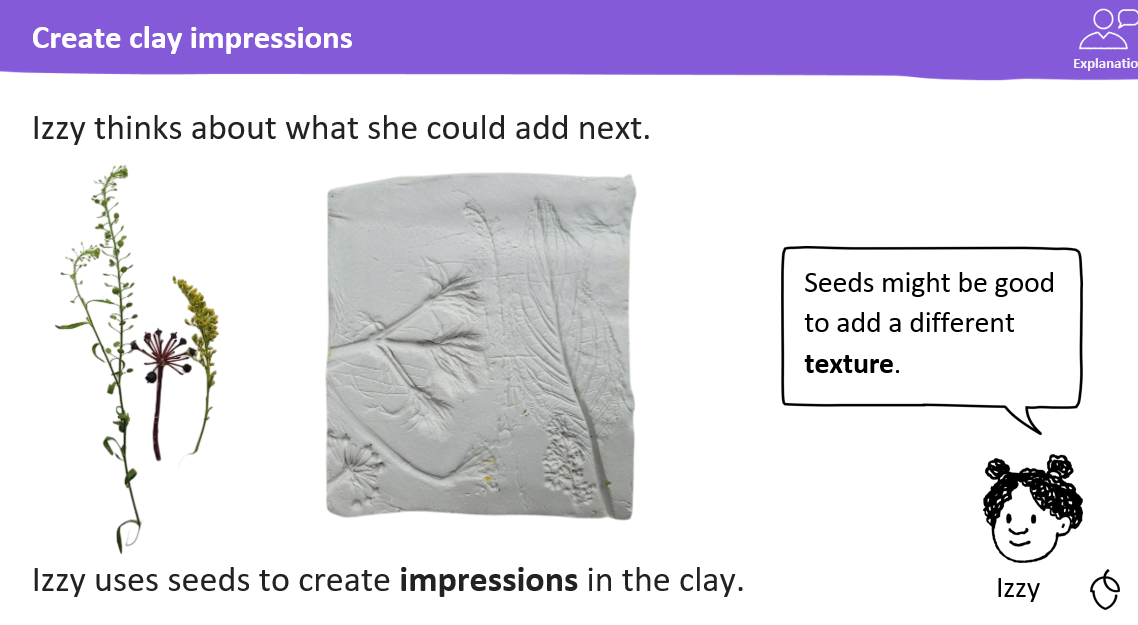 Create clay impressions
Explanatio
Izzy thinks about what she could add next.
Seeds might be good
to add a different
texture.
Izzy
Izzy uses seeds to create impressions in the clay.